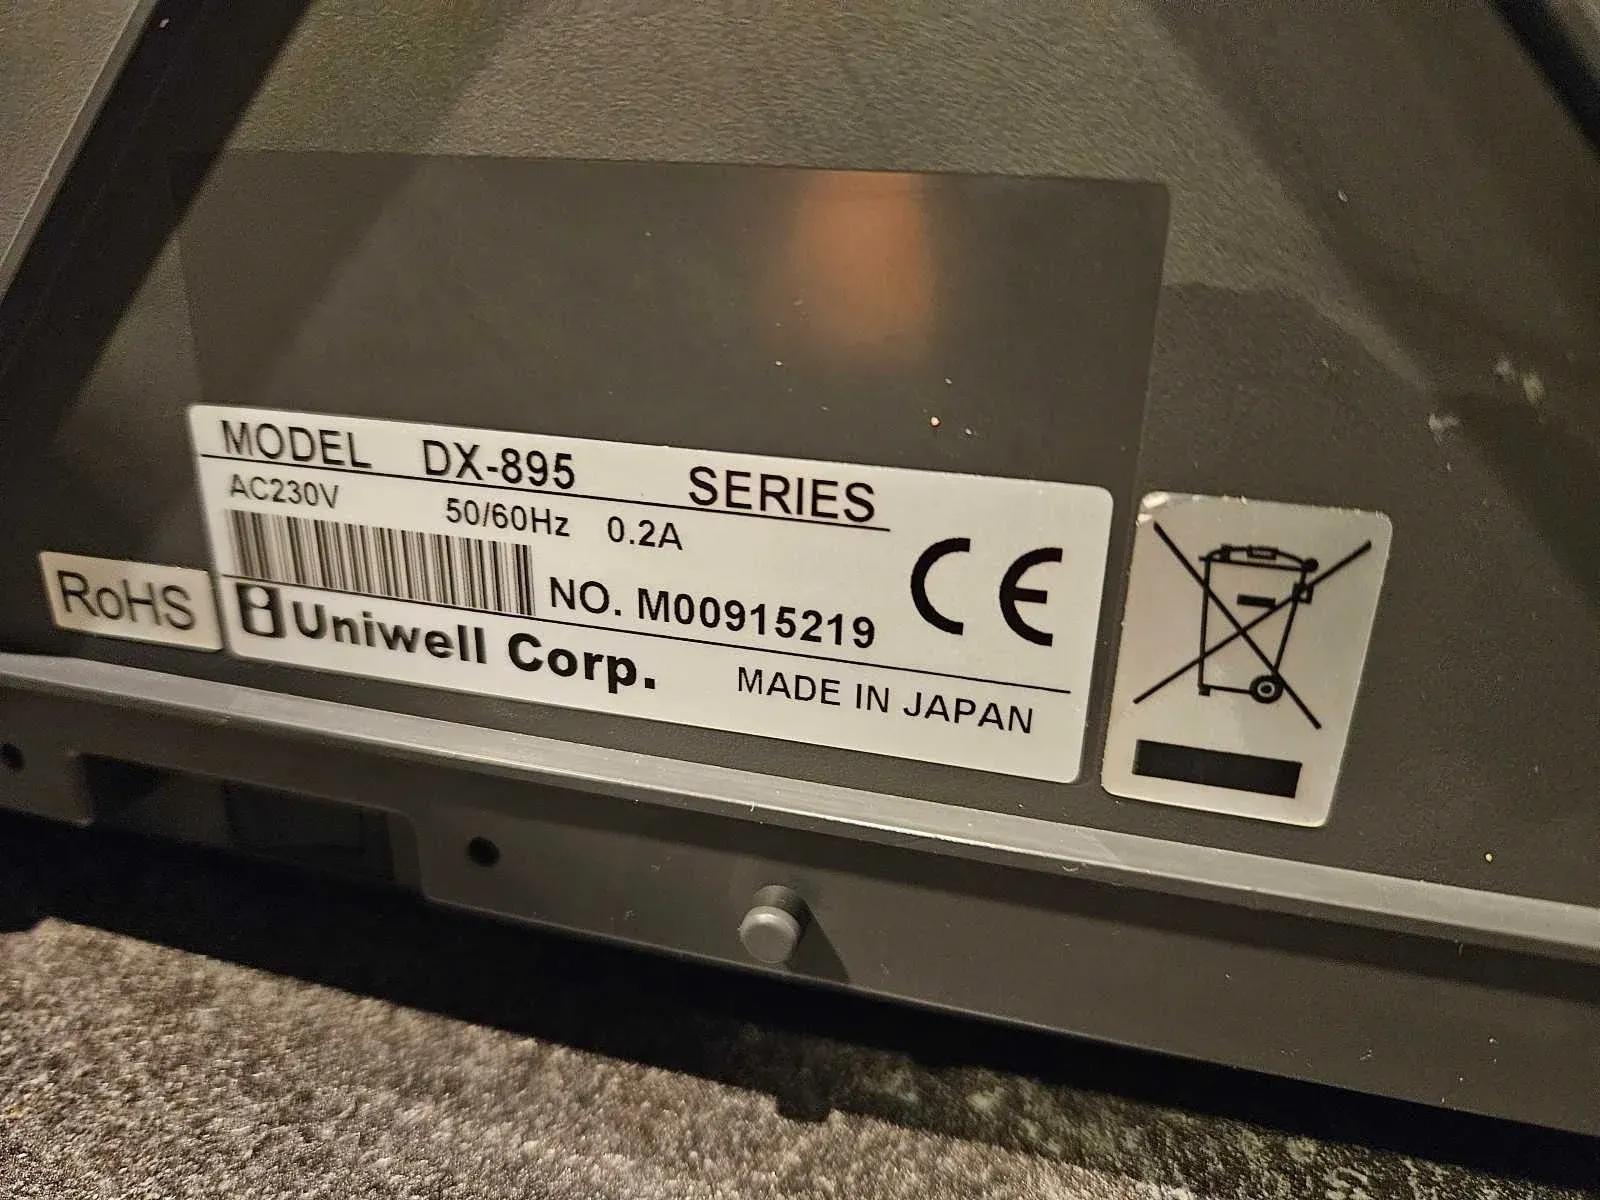 MODEL DX-895 SERIES
AC230V 50/60Hz 0.2A
NO. M00915219
CE
RoHS
Uniwell Corp.
MADE IN JAPAN